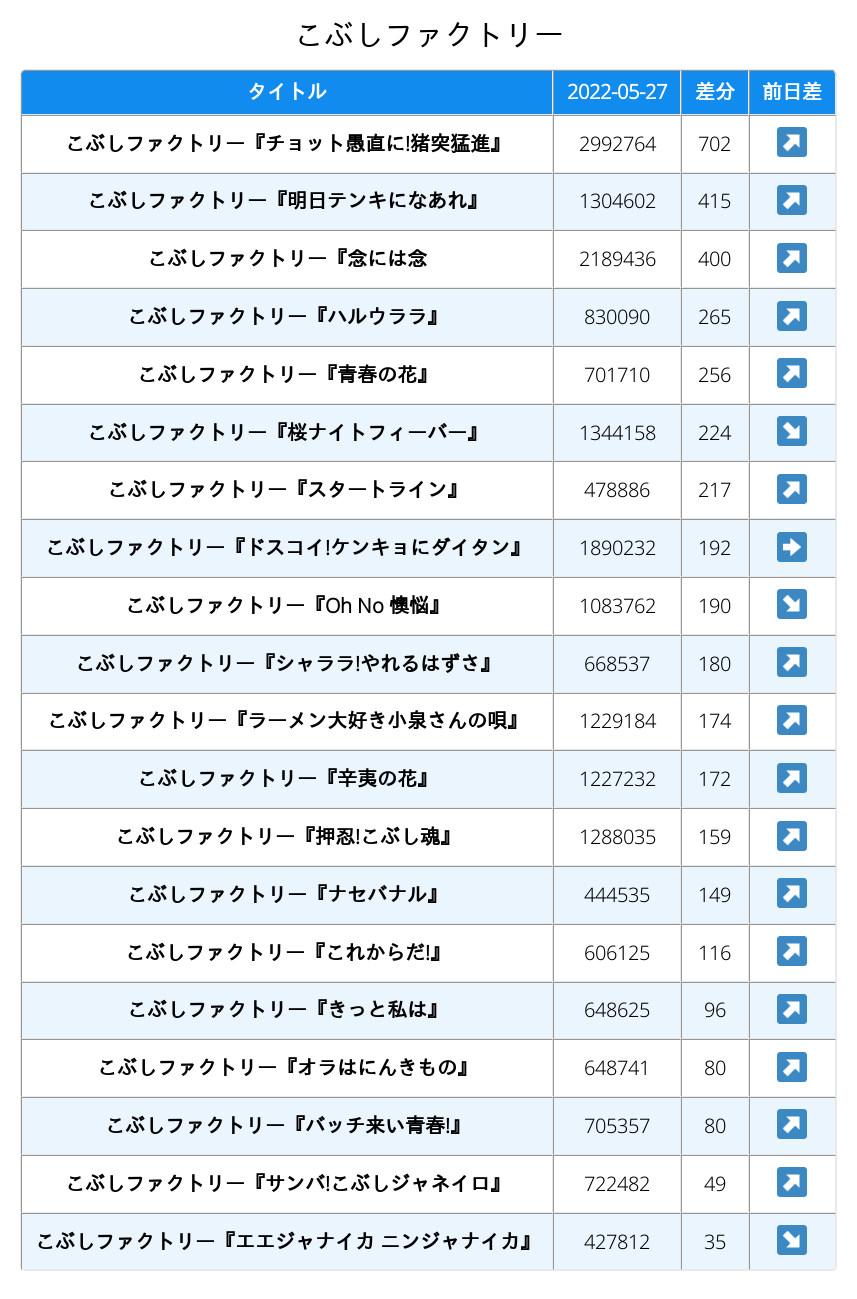 こぶしファクトリー
タイトル 2022-05-27 差分 前日差
こぶしファクトリー『チョット愚直に!猪突猛進』 2992764 702 ↗
こぶしファクトリー『明日テンキになあれ』 1304602 415 ↗
こぶしファクトリー『念には念 2189436 400 ↗
こぶしファクトリー『ハルウララ』 830090 265 ↗
こぶしファクトリー『青春の花』 701710 256 ↗
こぶしファクトリー『桜ナイトフィーバー』 1344158 224 ↘
こぶしファクトリー『スタートライン』 478886 217 ↗
こぶしファクトリー『ドスコイ!ケンキョにダイタン』 1890232 192 ➡
こぶしファクトリー『Oh No 懊悩』 1083762 190 ↘
こぶしファクトリー『シャララ!やれるはずさ』 668537 180 ↗
こぶしファクトリー『ラーメン大好き小泉さんの唄』 1229184 174 ↗
こぶしファクトリー『辛夷の花』 1227232 172 ↗
こぶしファクトリー『押忍!こぶし魂』 1288035 159 ↗
こぶしファクトリー『ナセバナル』 444535 149 ↗
こぶしファクトリー『これからだ!』 606125 116 ↗
こぶしファクトリー『きっと私は』 648625 96 ↗
こぶしファクトリー『オラはにんきもの』 648741 80 ↗
こぶしファクトリー『バッチ来い青春!』 705357 80 ↗
こぶしファクトリー『サンバ!こぶしジャネイロ』 722482 49 ↗
こぶしファクトリー『エエジャナイカ ニンジャナイカ』 427812 35 ↘